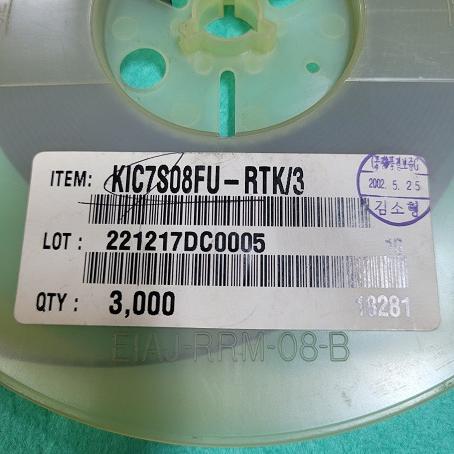 ITEM: KIC7S08FU-RTK/3
2002. 5. 25
김소형
LOT : 221217DC0005
QTY : 3,000
18281
EIAJ-RRM-08-B